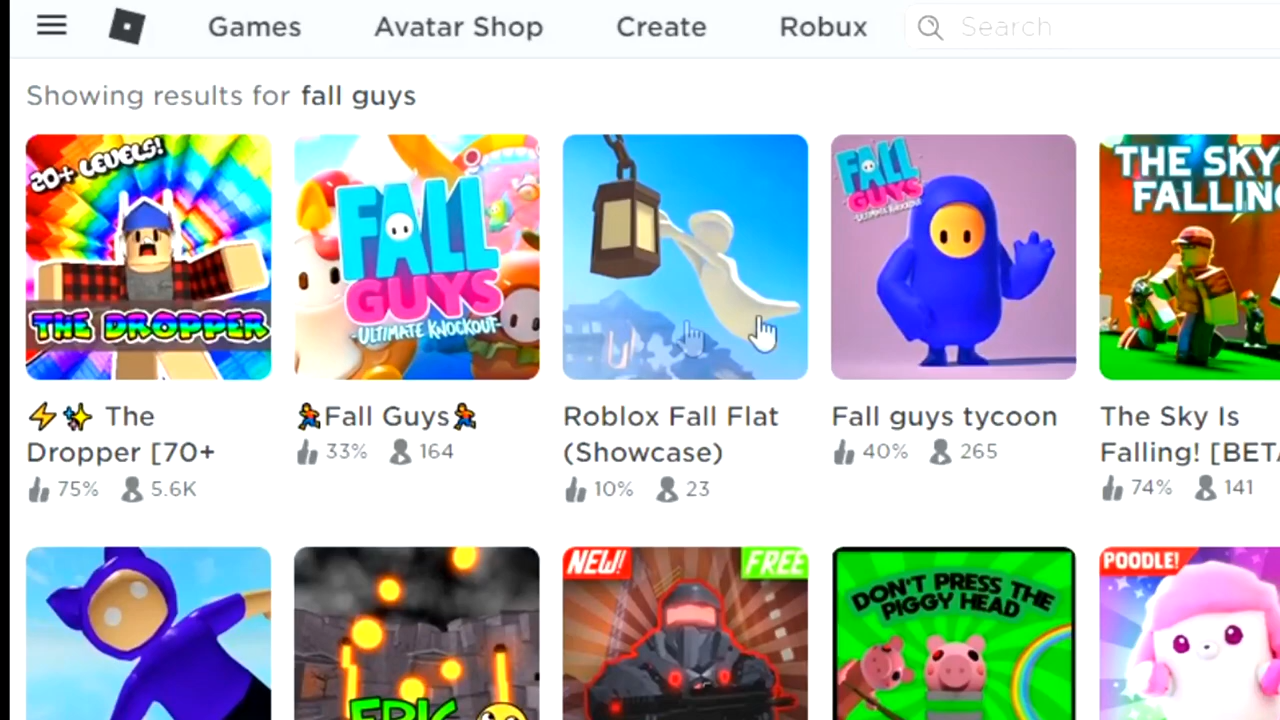 Games Avatar Shop Create Robux Search
Showing results for fall guys
20+ LEVELS!
THE DROPPER
FALL
GUYS
-ULTIMATE KNOCKOUT-
FALL
GUYS
ULTIMATE KNOCKOUT
THE SKY
FALLING
⚡✨ The
Dropper [70+
75% 5.6K
🏃Fall Guys🏃
33% 164
Roblox Fall Flat
(Showcase)
10% 23
Fall guys tycoon
40% 265
The Sky Is
Falling! [BETA
74% 141
EPIC
NEW!
FREE
DON'T PRESS THE
PIGGY HEAD
POODLE!